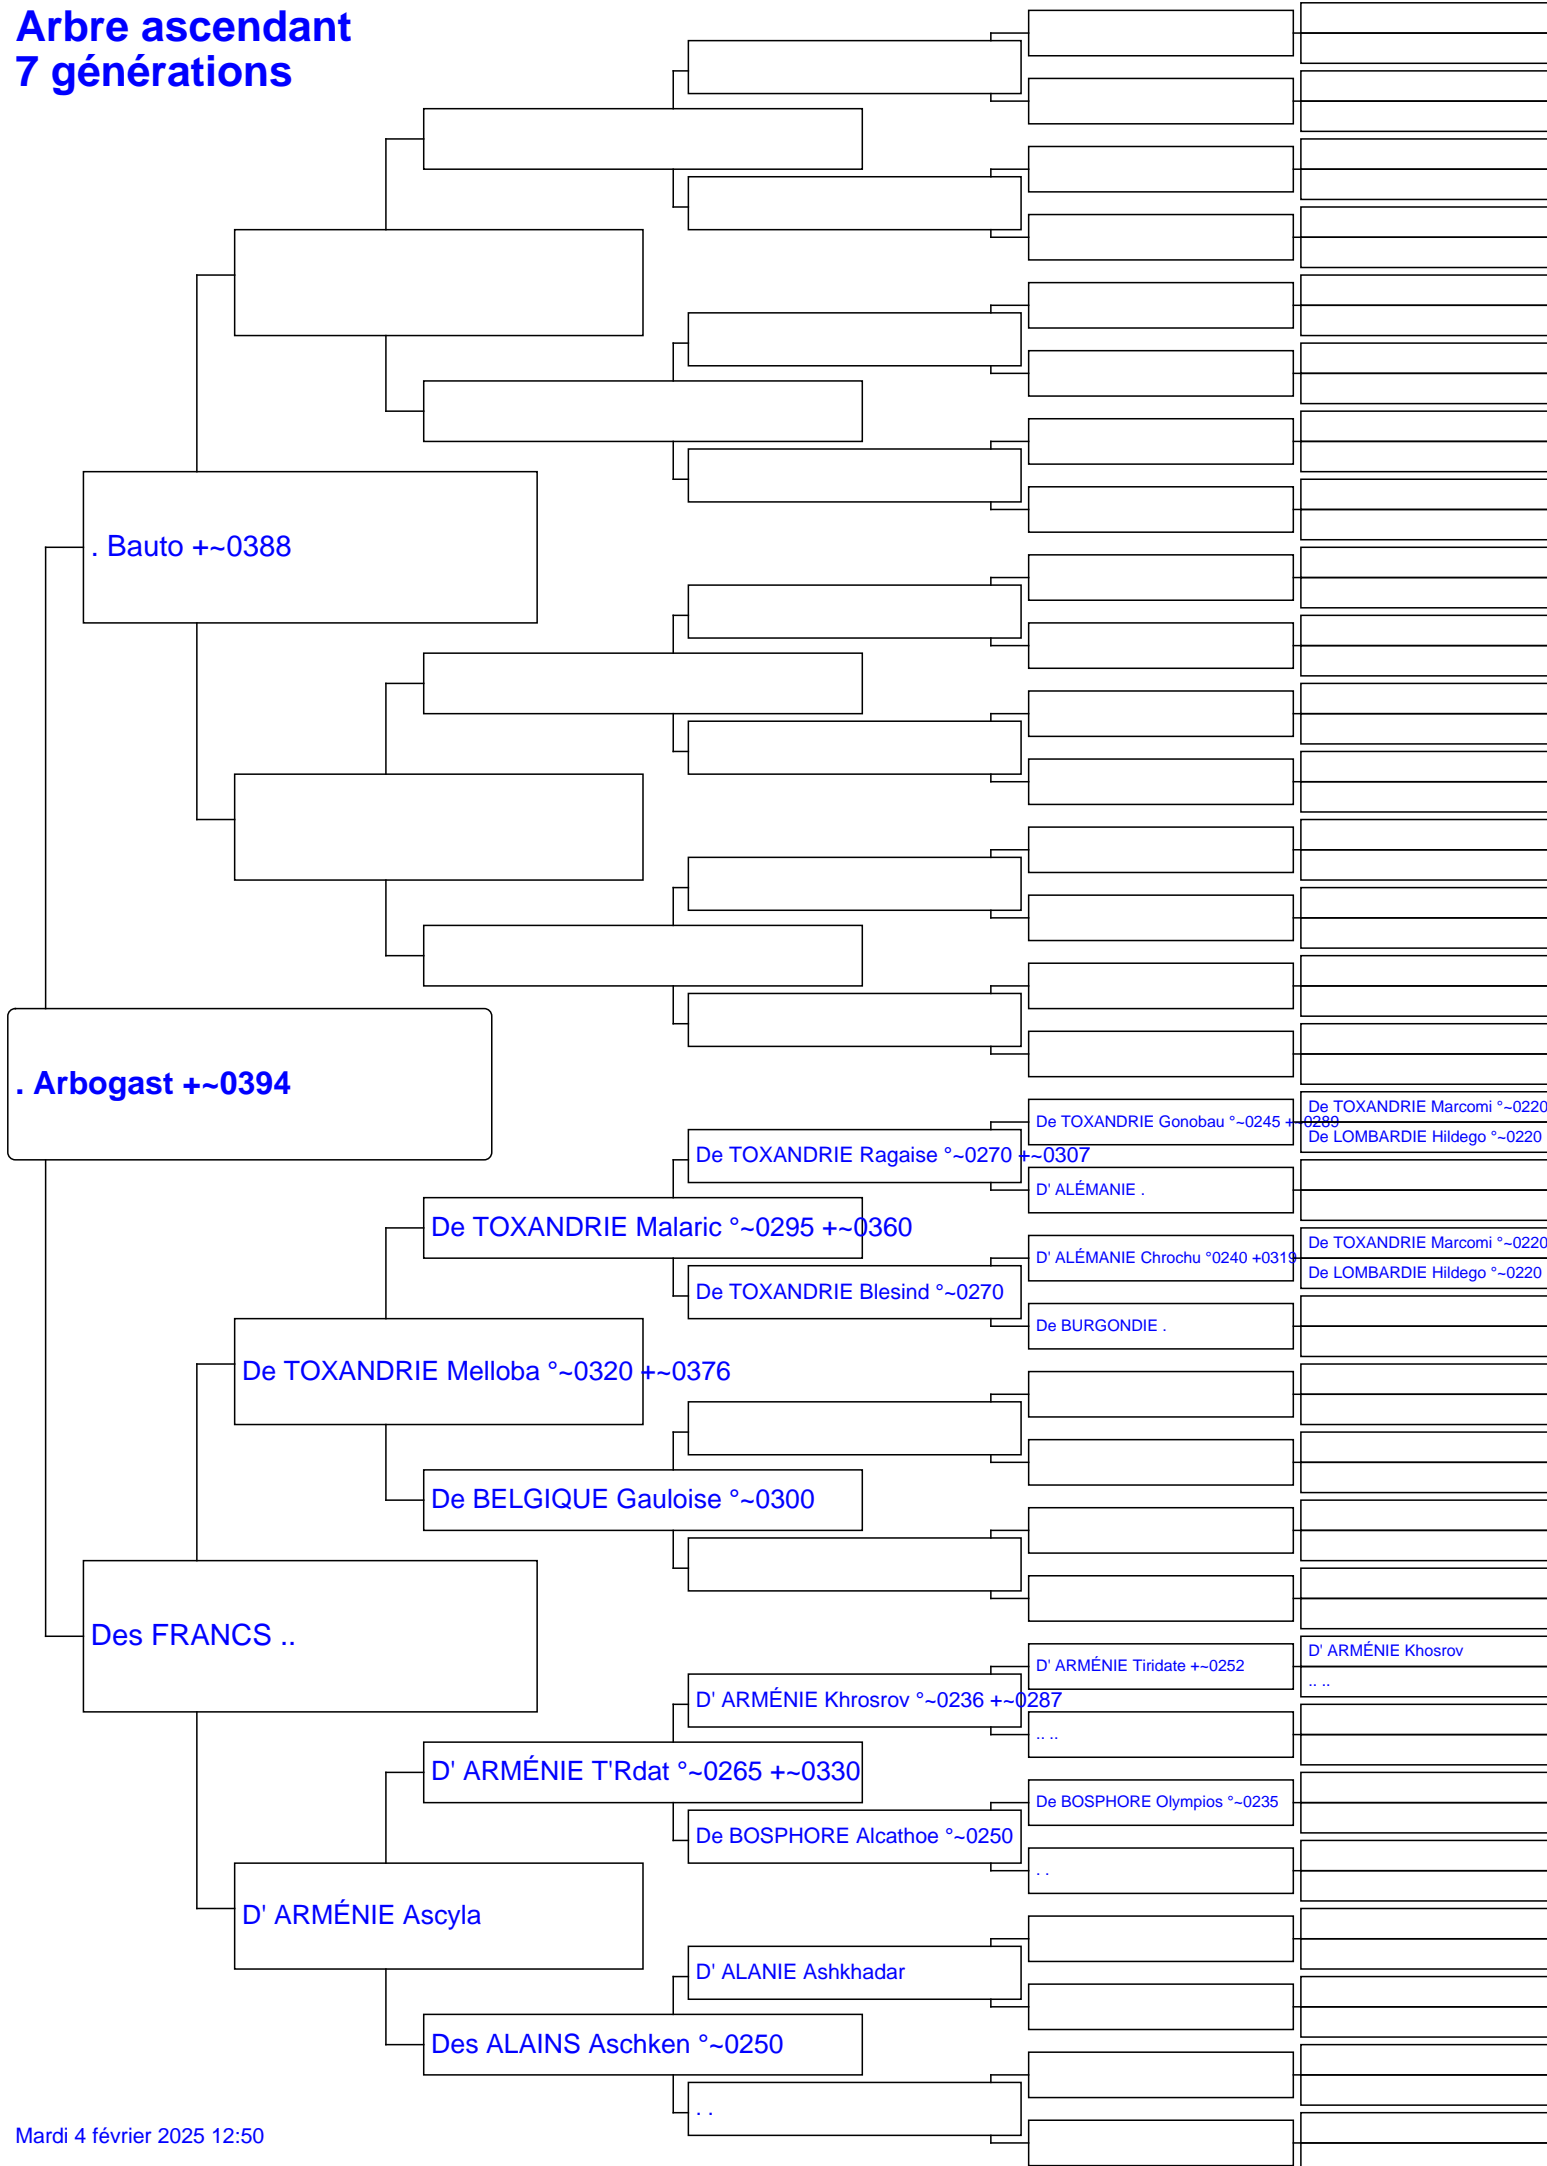 Arbre ascendant
7 générations
. Bauto +~0388
. Arbogast +~0394
De TOXANDRIE Gonobau °~0245 +~0289
De TOXANDRIE Marcomi °~0220
De LOMBARDIE Hildego °~0220
De TOXANDRIE Ragaise °~0270 +~0307
D' ALÉMANIE .
De TOXANDRIE Malaric °~0295 +~0360
D' ALÉMANIE Chrochu °0240 +0319
De TOXANDRIE Marcomi °~0220
De LOMBARDIE Hildego °~0220
De TOXANDRIE Blesind °~0270
De BURGONDIE .
De TOXANDRIE Melloba °~0320 +~0376
De BELGIQUE Gauloise °~0300
Des FRANCS ..
D' ARMÉNIE Tiridate +~0252
D' ARMÉNIE Khosrov
.. ..
D' ARMÉNIE Khrosrov °~0236 +~0287
.. ..
D' ARMÉNIE T'Rdat °~0265 +~0330
De BOSPHORE Olympios °~0235
De BOSPHORE Alcathoe °~0250
. .
D' ARMÉNIE Ascyla
D' ALANIE Ashkhadar
Des ALAINS Aschken °~0250
. .
Mardi 4 février 2025 12:50